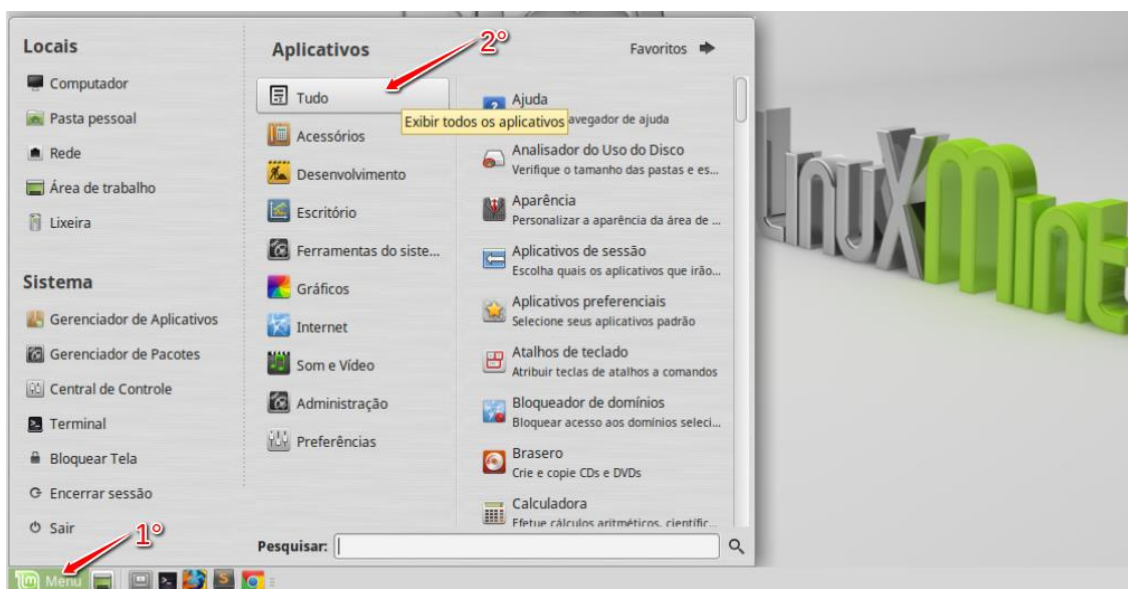 Locais
Computador
Pasta pessoal
Rede
Área de trabalho
Lixeira
Sistema
Gerenciador de Aplicativos
Gerenciador de Pacotes
Central de Controle
Terminal
Bloquear Tela
Encerrar sessão
Sair
1º
Menu
Aplicativos
2º
Favoritos
Tudo
Exibir todos os aplicativos
Acessórios
Desenvolvimento
Escritório
Ferramentas do siste...
Gráficos
Internet
Som e Vídeo
Administração
Preferências
Ajuda
avegador de ajuda
Analisador do Uso do Disco
Verifique o tamanho das pastas e es...
Aparência
Personalizar a aparência da área de ...
Aplicativos de sessão
Escolha quais os aplicativos que irão...
Aplicativos preferenciais
Selecione seus aplicativos padrão
Atalhos de teclado
Atribuir teclas de atalhos a comandos
Bloqueador de domínios
Bloquear acesso aos domínios seleci...
Brasero
Crie e copie CDs e DVDs
Calculadora
Efetue cálculos aritméticos, científic...
Pesquisar:
LinuxMint